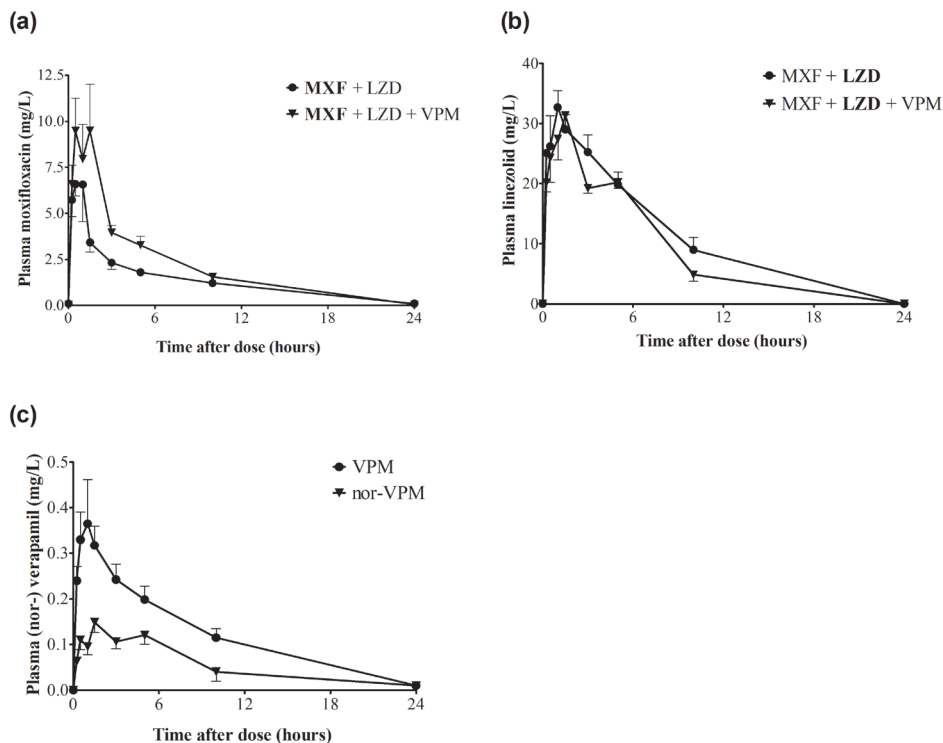 (a)
Plasma moxifloxacin (mg/L)
12.5
10.0
7.5
5.0
2.5
0.0
0 6 12 18 24
Time after dose (hours)
MXF + LZD
MXF + LZD + VPM
(b)
Plasma linezolid (mg/L)
40
30
20
10
0
0 6 12 18 24
Time after dose (hours)
MXF + LZD
MXF + LZD + VPM
(c)
Plasma (nor-) verapamil (mg/L)
0.5
0.4
0.3
0.2
0.1
0.0
0 6 12 18 24
Time after dose (hours)
VPM
nor-VPM